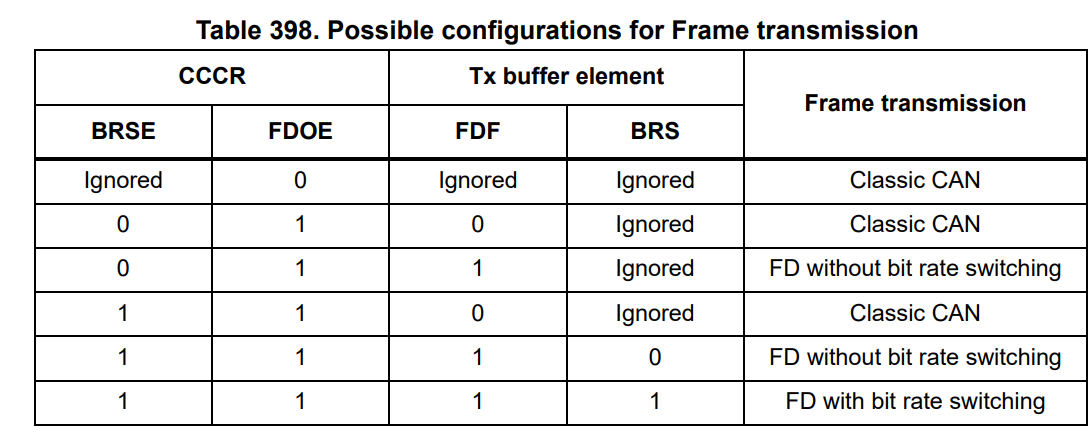 Table 398. Possible configurations for Frame transmission
CCCR Tx buffer element Frame transmission
BRSE FDOE FDF BRS
Ignored 0 Ignored Ignored Classic CAN
0 1 0 Ignored Classic CAN
0 1 1 Ignored FD without bit rate switching
1 1 0 Ignored Classic CAN
1 1 1 0 FD without bit rate switching
1 1 1 1 FD with bit rate switching